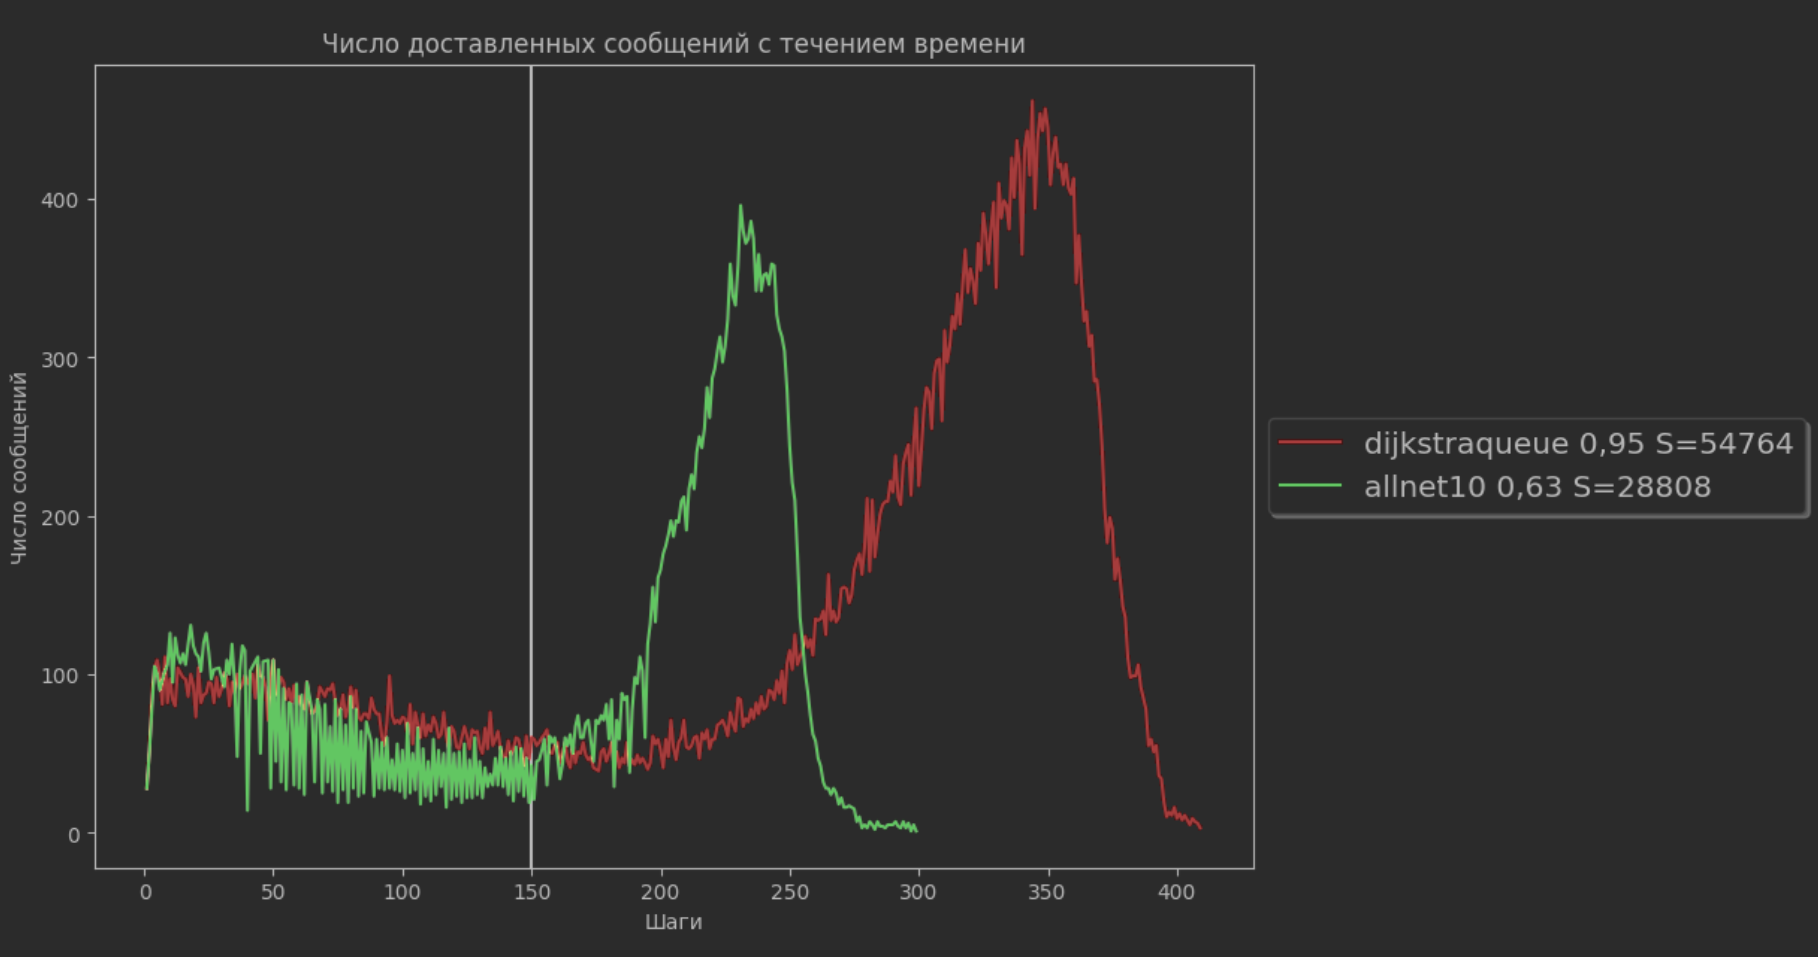 Число доставленных сообщений с течением времени
Число сообщений
400
300
200
100
0
0 50 100 150 200 250 300 350 400
Шаги
dijkstraqueue 0,95 S=54764
allnet10 0,63 S=28808